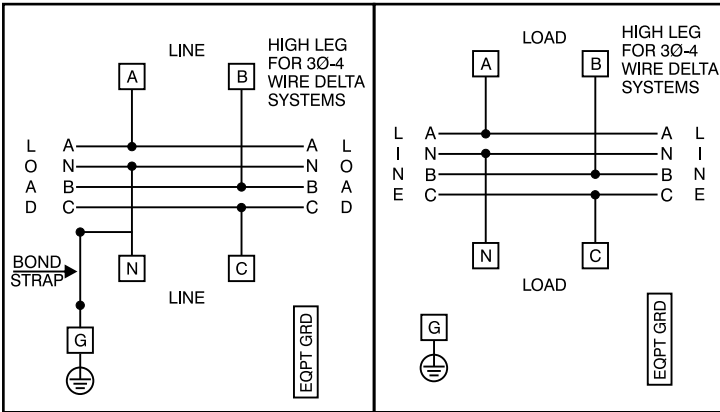 LINE
HIGH LEG
FOR 3Ø-4
WIRE DELTA
SYSTEMS
A
B
L A A L
O N N O
A B B A
D C C D
BOND
STRAP
N
C
LINE
G
EQPT GRD
LOAD
HIGH LEG
FOR 3Ø-4
WIRE DELTA
SYSTEMS
A
B
L A A L
I N N I
N B B N
E C C E
N
C
LOAD
G
EQPT GRD